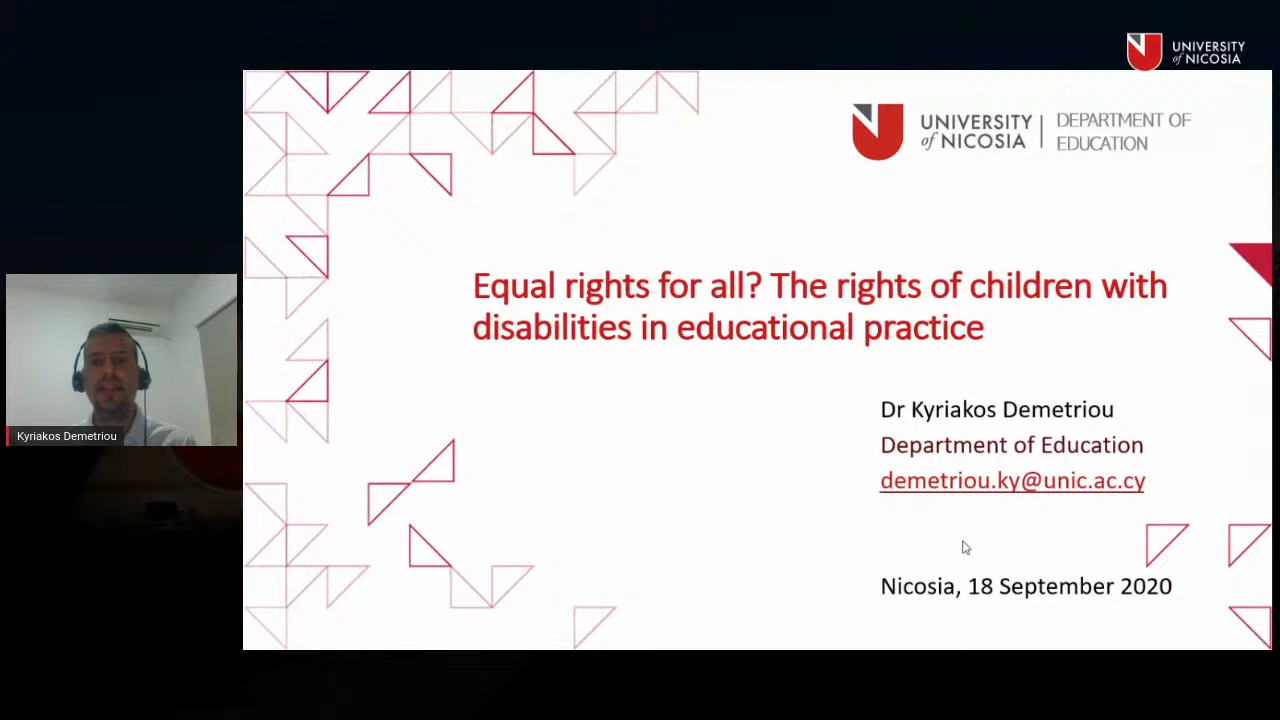 UNIVERSITY
of NICOSIA
UNIVERSITY
of NICOSIA
DEPARTMENT OF
EDUCATION
Equal rights for all? The rights of children with
disabilities in educational practice
Dr Kyriakos Demetriou
Department of Education
demetriou.ky@unic.ac.cy
Nicosia, 18 September 2020
Kyriakos Demetriou